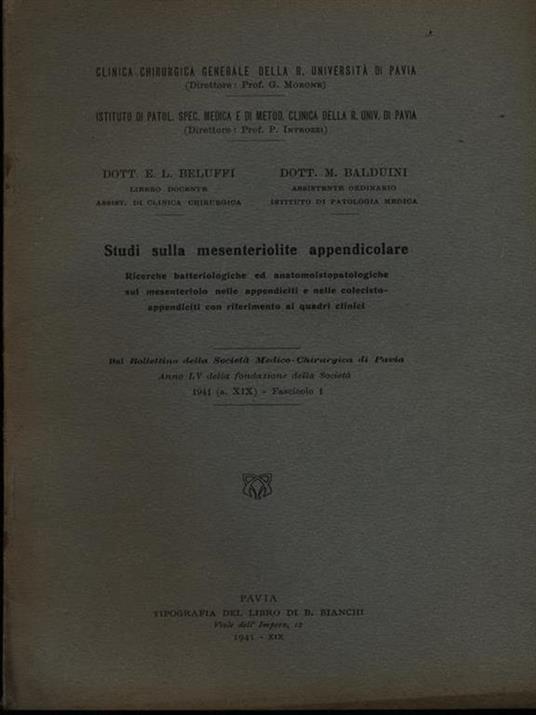 CLINICA CHIRURGICA GENERALE DELLA R. UNIVERSITÀ DI PAVIA
(Direttore: Prof. G. MORONE)
ISTITUTO DI PATOL. SPEC. MEDICA E DI METOD. CLINICA DELLA R. UNIV. DI PAVIA
(Direttore: Prof. P. INTROZZI)
DOTT. E. L. BELUFFI
LIBERO DOCENTE
ASSIST. DI CLINICA CHIRURGICA
DOTT. M. BALDUINI
ASSISTENTE ORDINARIO
ISTITUTO DI PATOLOGIA MEDICA
Studi sulla mesenteriolite appendicolare
Ricerche batteriologiche ed anatomoistopatologiche
sul mesenteriolo nelle appendiciti e nelle colecisto-
appendiciti con riferimento ai quadri clinici
Dal Bollettino della Società Medico-Chirurgica di Pavia
Anno LV della fondazione della Società
1941 (a. XIX) - Fascicolo 1
PAVIA
TIPOGRAFIA DEL LIBRO DI B. BIANCHI
Viale dell' Impero, 12
1941 - XIX